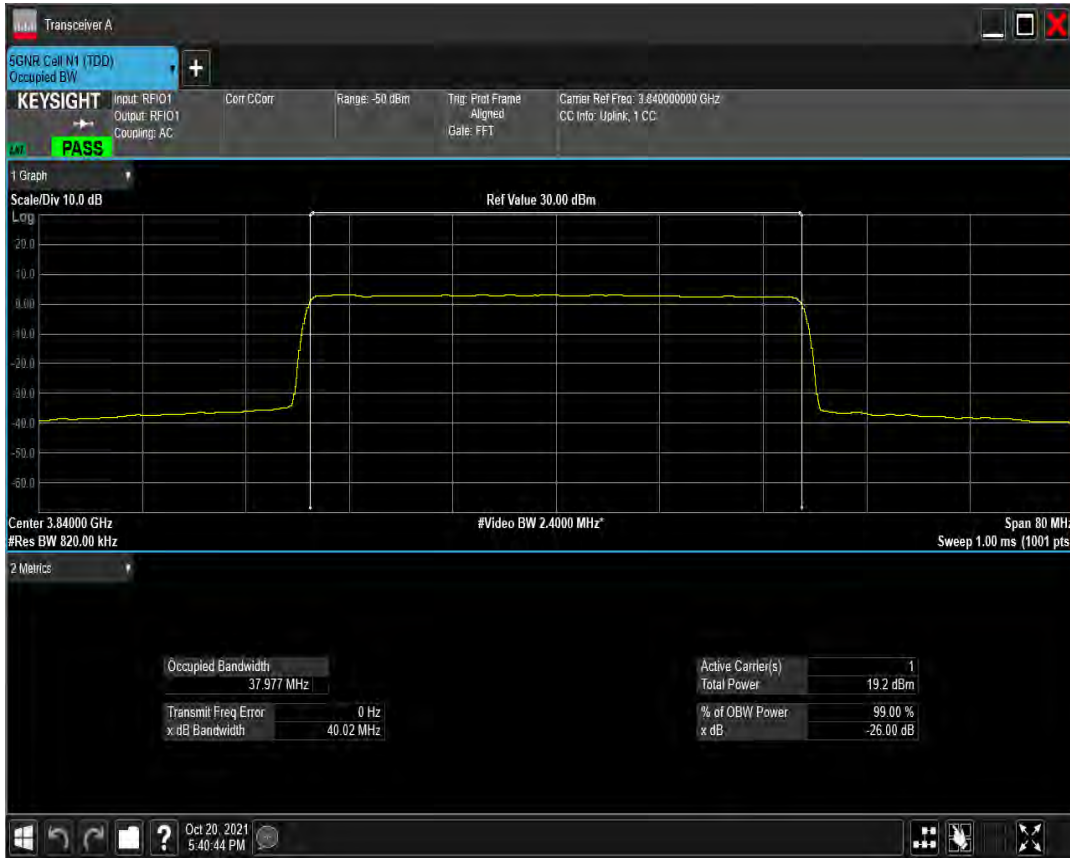 Transceiver A
5GNR Cell N1 (TDD)
Occupied BW
KEYSIGHT
PASS
Input: RFIO1
Output: RFIO1
Coupling: AC
Corr CCorr
Range: -50 dBm
Trig: Prot Frame
Aligned
Gate: FFT
Carrier Ref Freq: 3.840000000 GHz
CC Info: Uplink, 1 CC
1 Graph
Scale/Div 10.0 dB
Ref Value 30.00 dBm
Log
20.0
10.0
0.00
-10.0
-20.0
-30.0
-40.0
-50.0
-60.0
Center 3.84000 GHz
#Video BW 2.4000 MHz*
Span 80 MHz
#Res BW 820.00 kHz
Sweep 1.00 ms (1001 pts
2 Metrics
Occupied Bandwidth
37.977 MHz
Transmit Freq Error 0 Hz
x dB Bandwidth 40.02 MHz
Active Carrier(s) 1
Total Power 19.2 dBm
% of OBW Power 99.00 %
x dB -26.00 dB
?
Oct 20, 2021
5:40:44 PM